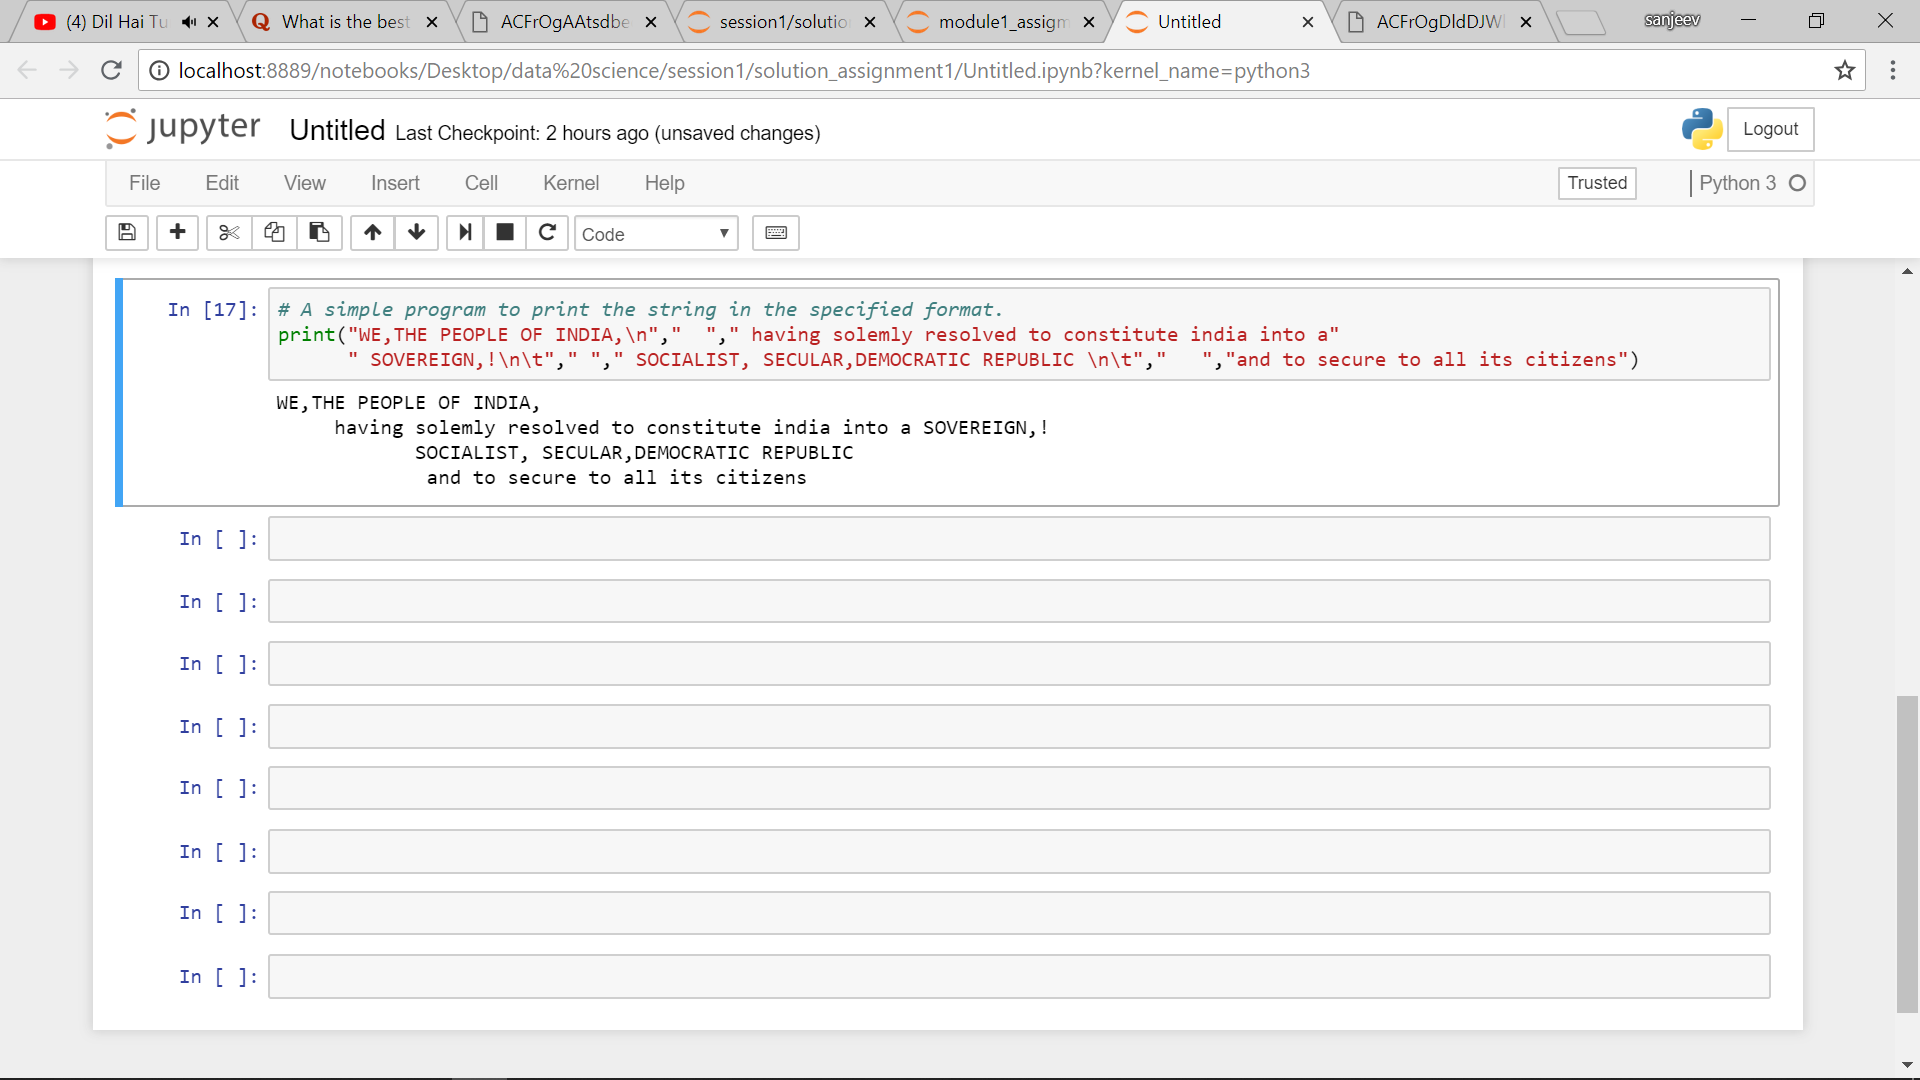 (4) Dil Hai Tu
What is the best
ACFrOgAAtsdbe
session1/solutio
module1_assigm
Untitled
ACFrOgDldDJWl
sanjeev
localhost:8889/notebooks/Desktop/data%20science/session1/solution_assignment1/Untitled.ipynb?kernel_name=python3
jupyter Untitled Last Checkpoint: 2 hours ago (unsaved changes)
Logout
File Edit View Insert Cell Kernel Help
Trusted
Python 3
Code
In [17]: # A simple program to print the string in the specified format.
print("WE,THE PEOPLE OF INDIA,\n","  "," having solemly resolved to constitute india into a"
" SOVEREIGN,!\n\t"," "," SOCIALIST, SECULAR,DEMOCRATIC REPUBLIC \n\t","   ","and to secure to all its citizens")
WE,THE PEOPLE OF INDIA,
having solemly resolved to constitute india into a SOVEREIGN,!
SOCIALIST, SECULAR,DEMOCRATIC REPUBLIC
and to secure to all its citizens
In [ ]:
In [ ]:
In [ ]:
In [ ]:
In [ ]:
In [ ]:
In [ ]:
In [ ]: